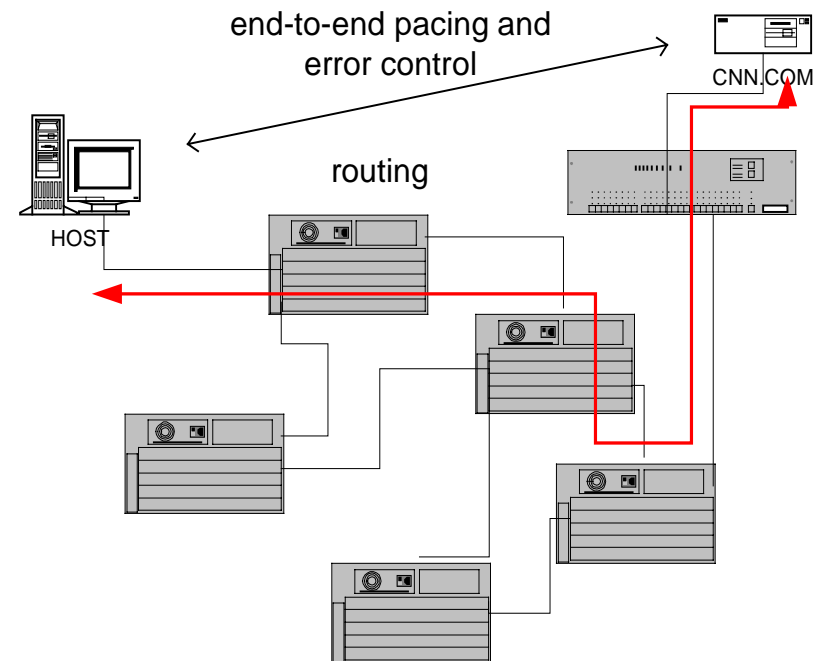 end-to-end pacing and
error control
CNN.COM
routing
HOST